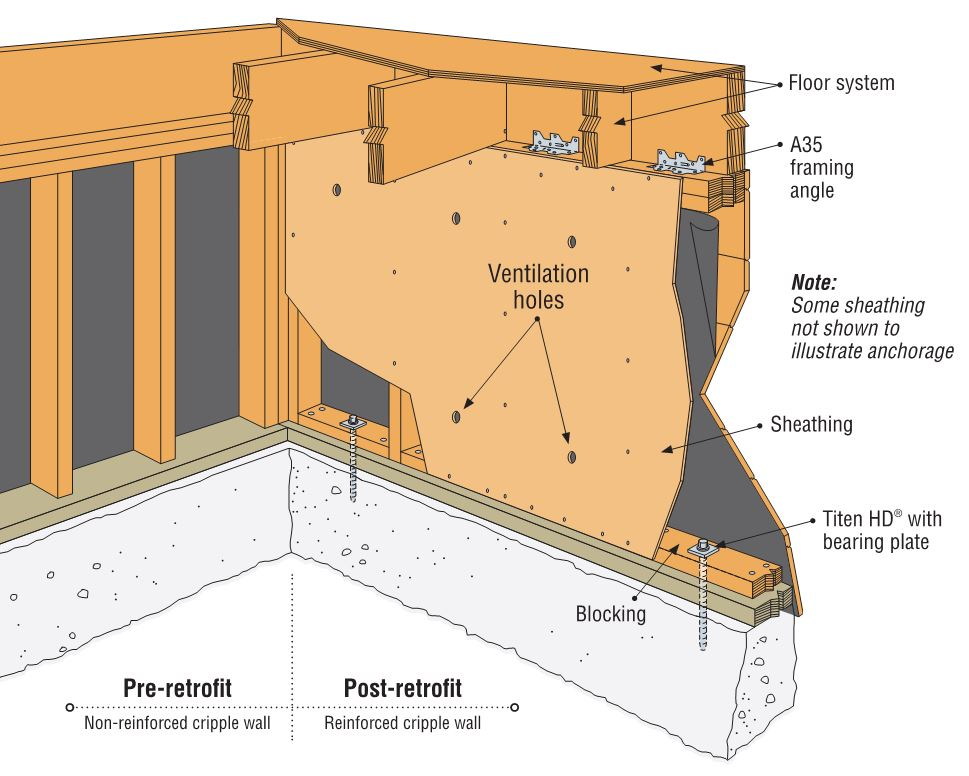 Floor system
A35
framing
angle
Ventilation
holes
Note:
Some sheathing
not shown to
illustrate anchorage
Sheathing
Titen HD® with
bearing plate
Blocking
Pre-retrofit
Non-reinforced cripple wall
Post-retrofit
Reinforced cripple wall